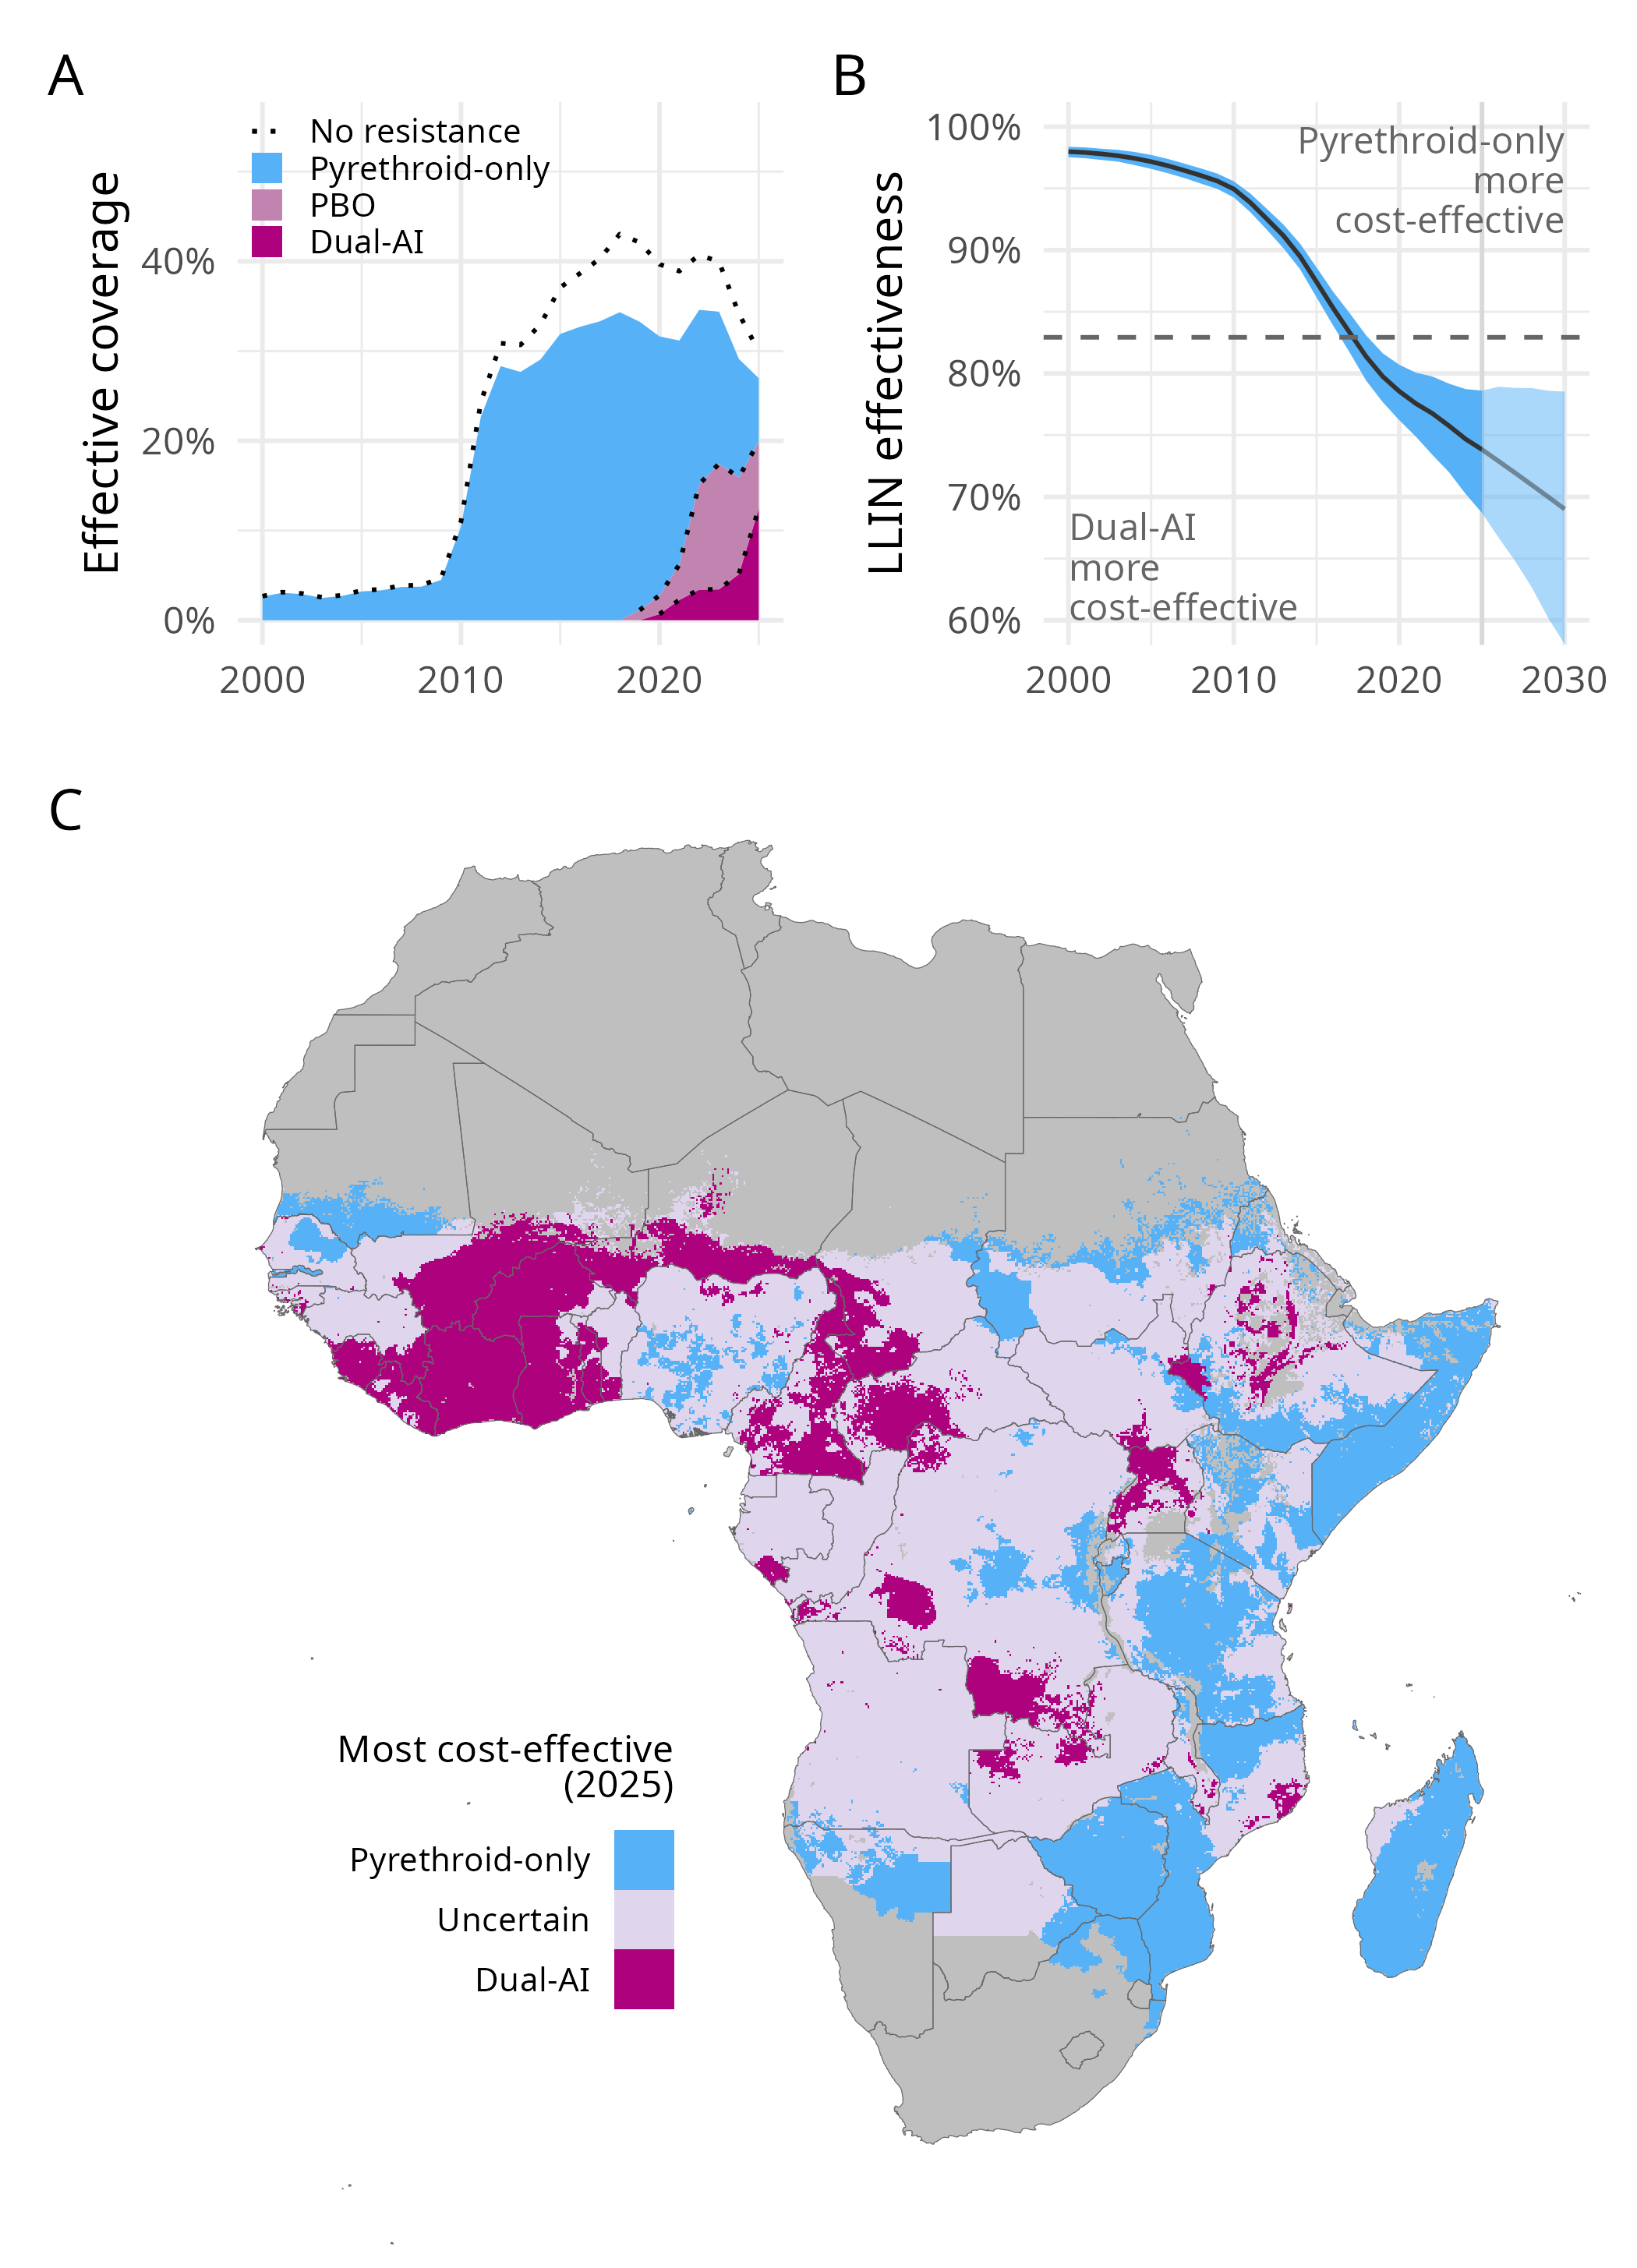 A
No resistance
Pyrethroid-only
PBO
Dual-AI
Effective coverage
40%
20%
0%
2000
2010
2020
B
100%
90%
80%
70%
60%
LLIN effectiveness
Pyrethroid-only
more
cost-effective
Dual-AI
more
cost-effective
2000
2010
2020
2030
C
Most cost-effective
(2025)
Pyrethroid-only
Uncertain
Dual-AI